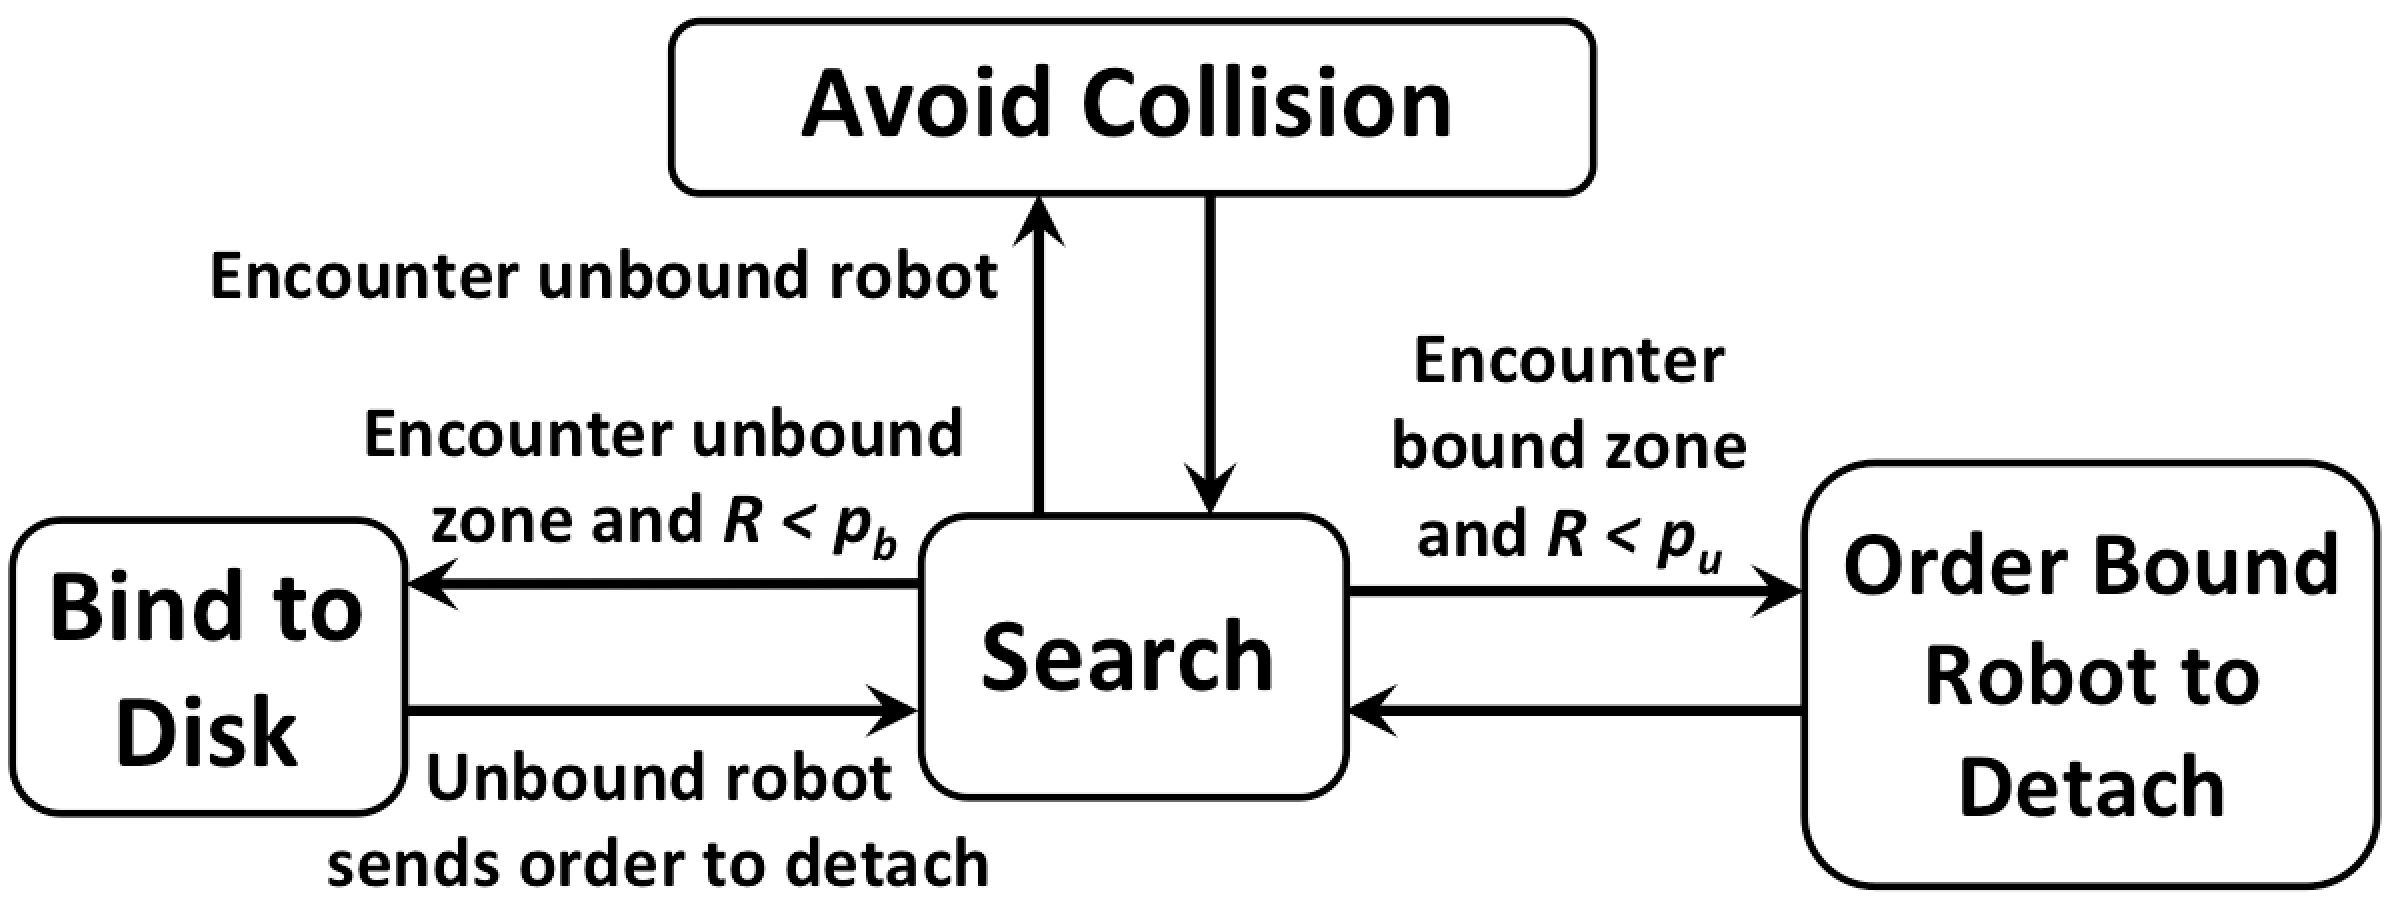 Avoid Collision
Encounter unbound robot
Encounter unbound
zone and R < p_b
Encounter
bound zone
and R < p_u
Bind to
Disk
Search
Order Bound
Robot to
Detach
Unbound robot
sends order to detach